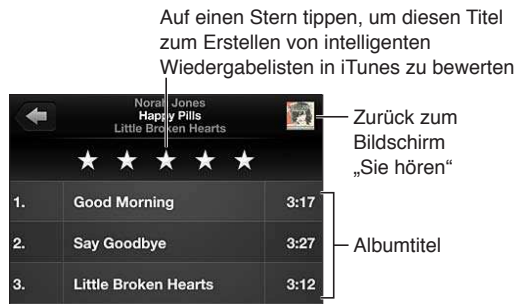 Auf einen Stern tippen, um diesen Titel
zum Erstellen von intelligenten
Wiedergabelisten in iTunes zu bewerten
Norah Jones
Happy Pills
Little Broken Hearts
Zurück zum
Bildschirm
„Sie hören“
1. Good Morning 3:17
2. Say Goodbye 3:27
3. Little Broken Hearts 3:12
Albumtitel